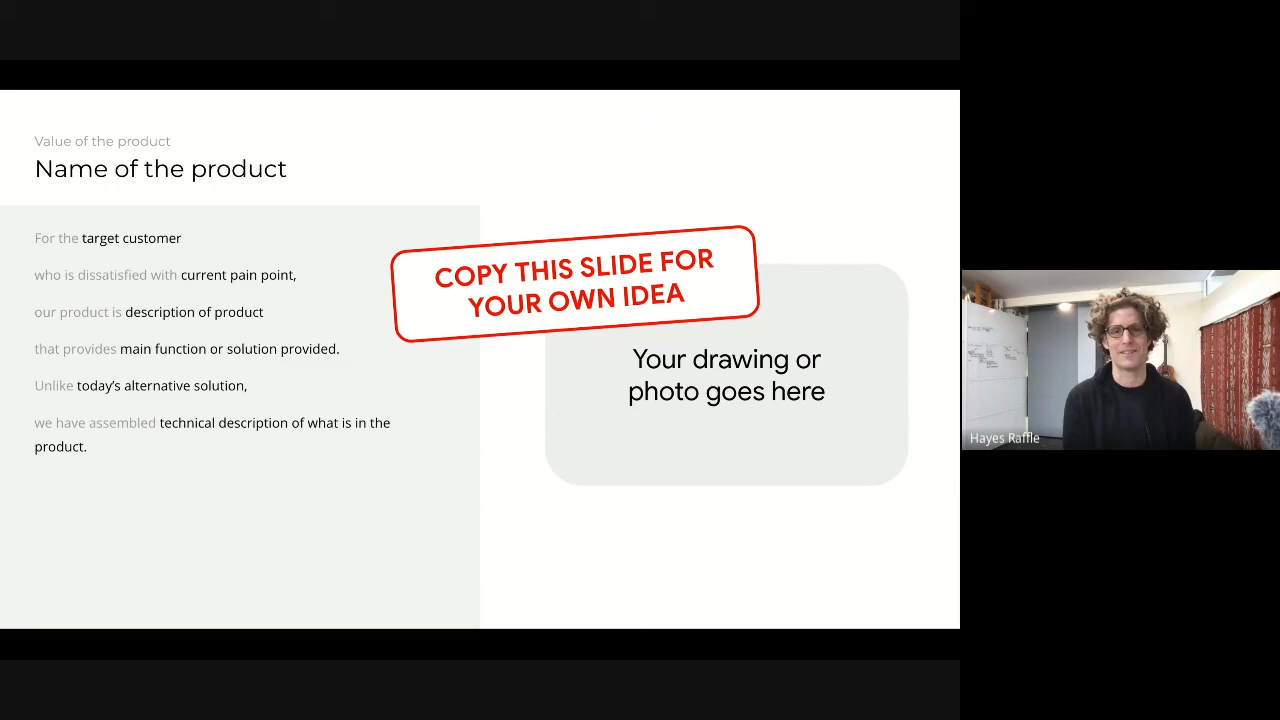 Value of the product
Name of the product
For the target customer
who is dissatisfied with current pain point,
our product is description of product
that provides main function or solution provided.
Unlike today’s alternative solution,
we have assembled technical description of what is in the
product.
COPY THIS SLIDE FOR
YOUR OWN IDEA
Your drawing or
photo goes here
Hayes Raffle